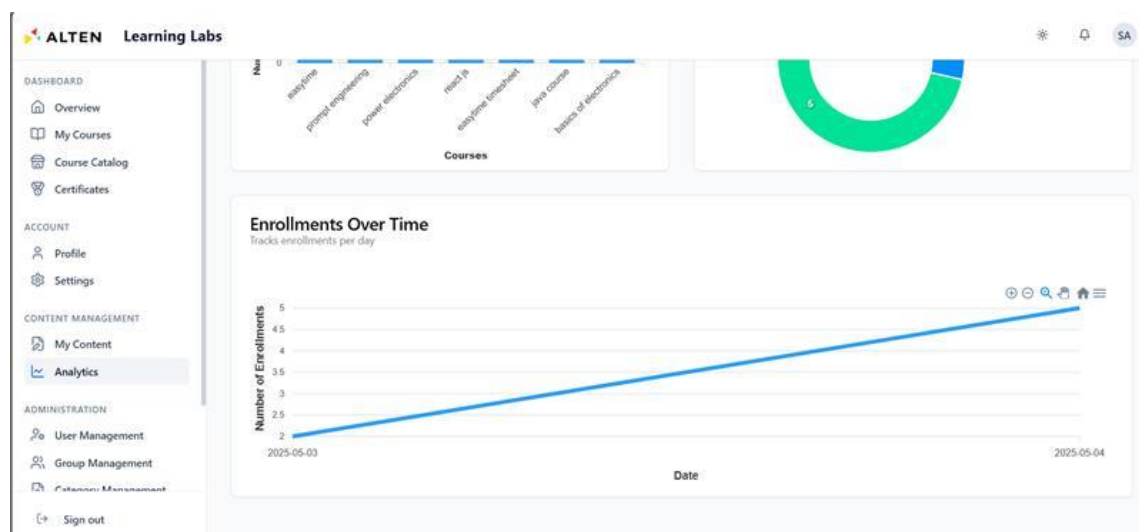 ALTEN Learning Labs
SA
DASHBOARD
Overview
My Courses
Course Catalog
Certificates
ACCOUNT
Profile
Settings
CONTENT MANAGEMENT
My Content
Analytics
ADMINISTRATION
User Management
Group Management
Category Management
Sign out
0
easytime
prompt engineering
power electronics
react js
easytime timesheet
java course
basics of electronics
Courses
5
Enrollments Over Time
Tracks enrollments per day
Number of Enrollments
5
4.5
4
3.5
3
2.5
2
2025-05-03
2025-05-04
Date